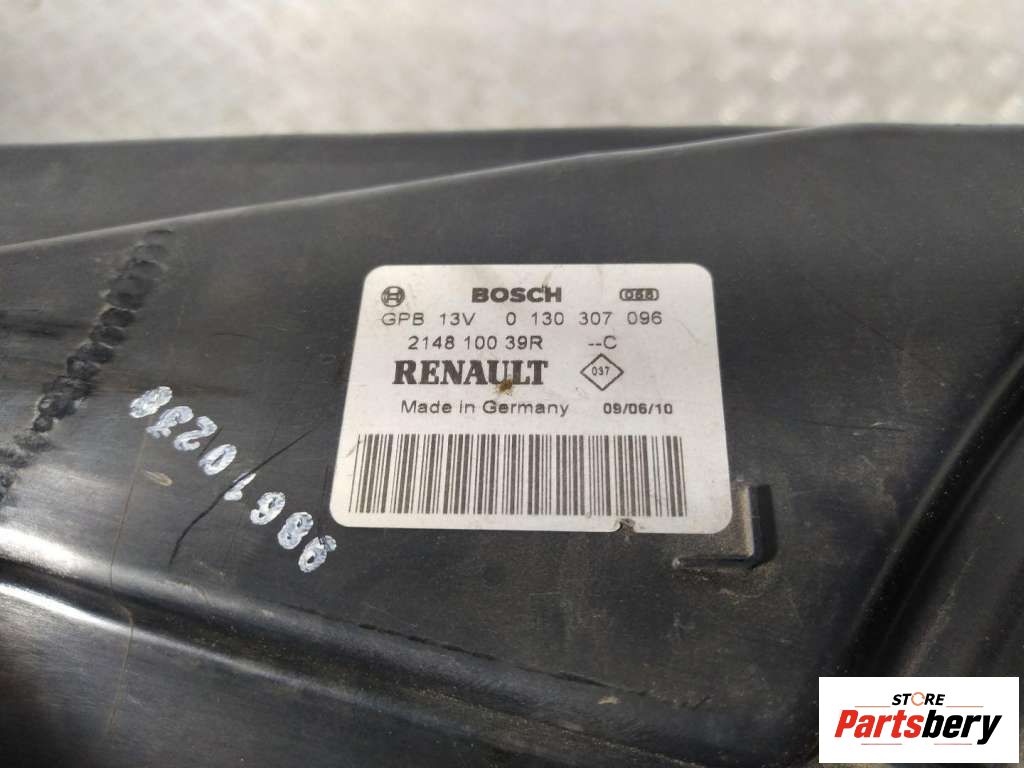 BOSCH 066
GPB 13V 0 130 307 096
2148 100 39R --C
RENAULT 037
Made in Germany 09/06/10
STORE
Partsbery